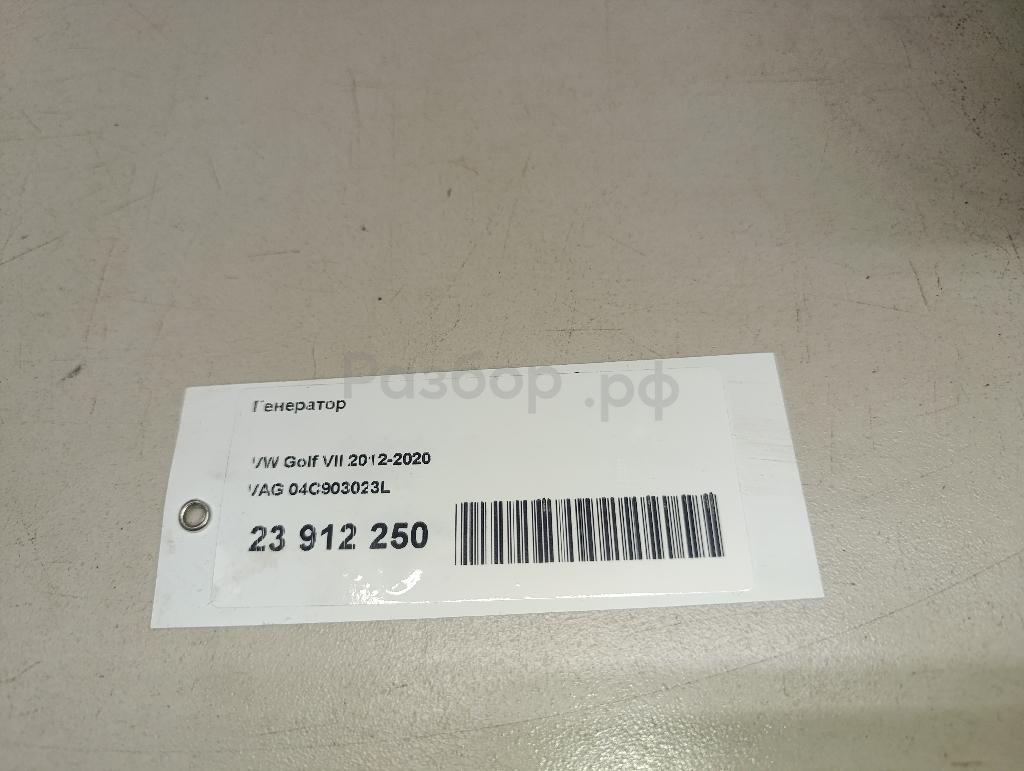 Разбор.рф
Генератор
VW Golf VII 2012-2020
VAG 04C903023L
23 912 250